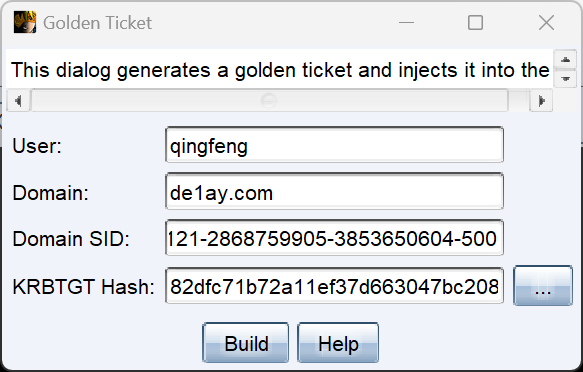 Golden Ticket
This dialog generates a golden ticket and injects it into the
User: qingfeng
Domain: de1ay.com
Domain SID: 121-2868759905-3853650604-500
KRBTGT Hash: 82dfc71b72a11ef37d663047bc208 ...
Build Help